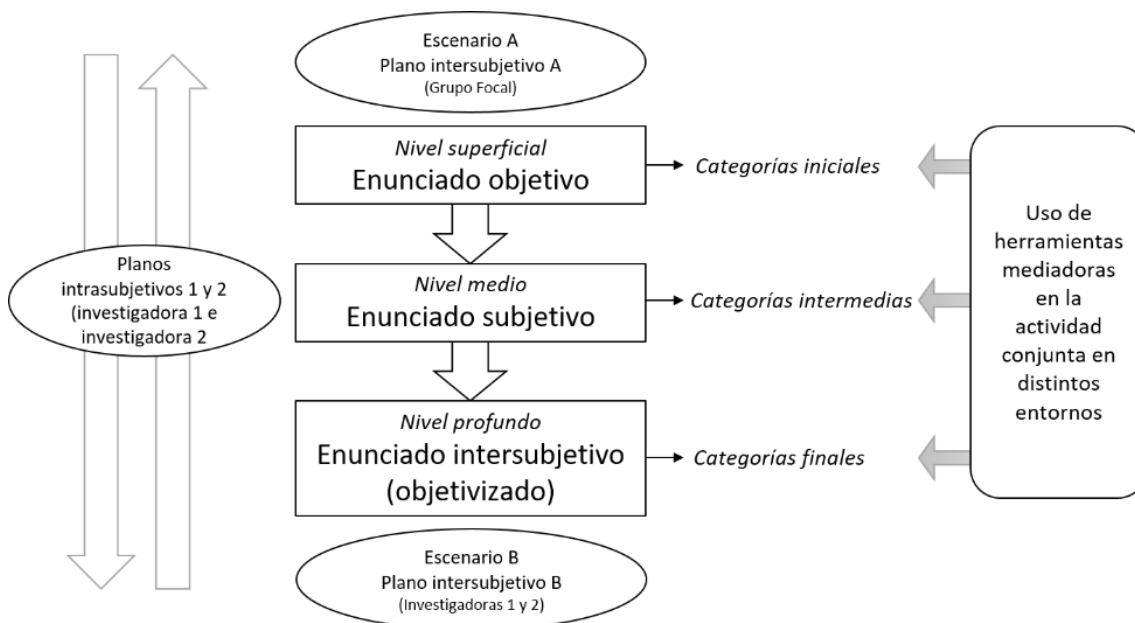 Escenario A
Plano intersubjetivo A
(Grupo Focal)
Nivel superficial
Enunciado objetivo
Categorías iniciales
Planos
intrasubjetivos 1 y 2
(investigadora 1 e
investigadora 2
Nivel medio
Enunciado subjetivo
Categorías intermedias
Nivel profundo
Enunciado intersubjetivo
(objetivizado)
Categorías finales
Escenario B
Plano intersubjetivo B
(Investigadoras 1 y 2)
Uso de
herramientas
mediadoras
en la
actividad
conjunta en
distintos
entornos